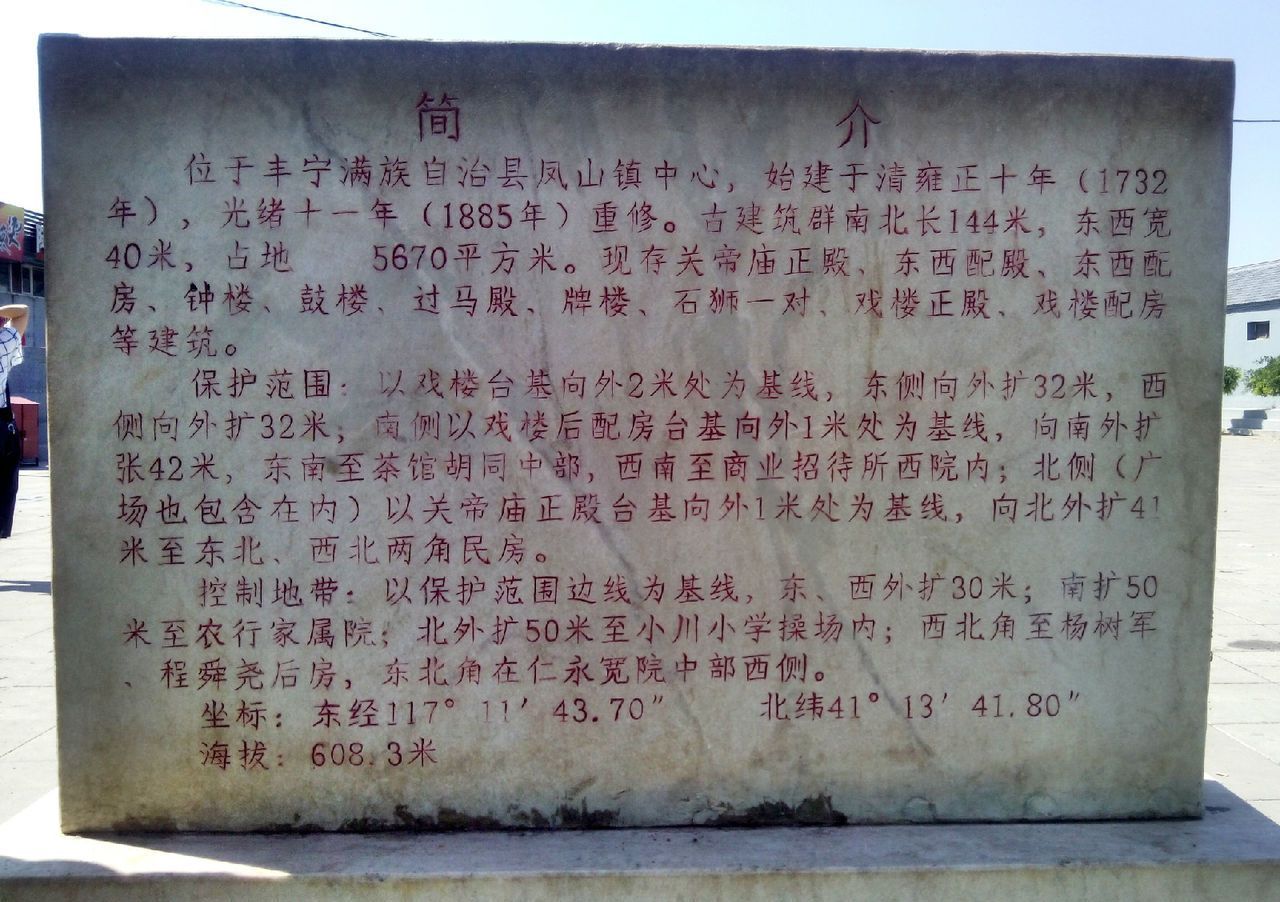 简 介
位于丰宁满族自治县凤山镇中心，始建于清雍正十年（1732
年），光绪十一年（1885年）重修。古建筑群南北长144米，东西宽
40米，占地 5670平方米。现存关帝庙正殿、东西配殿、东西配
房、钟楼、鼓楼、过马殿、牌楼、石狮一对、戏楼正殿、戏楼配房
等建筑。
保护范围：以戏楼台基向外2米处为基线，东侧向外扩32米，西
侧向外扩32米；南侧以戏楼后配房台基向外1米处为基线，向南外扩
张42米，东南至茶馆胡同中部，西南至商业招待所西院内；北侧（广
场也包含在内）以关帝庙正殿台基向外1米处为基线，向北外扩41
米至东北、西北两角民房。
控制地带：以保护范围边线为基线，东、西外扩30米；南扩50
米至农行家属院；北外扩50米至小川小学操场内；西北角至杨树军
、程舜尧后房，东北角在仁永宽院中部西侧。
坐标：东经117° 11′ 43.70″ 北纬41° 13′ 41.80″
海拔：608.3米